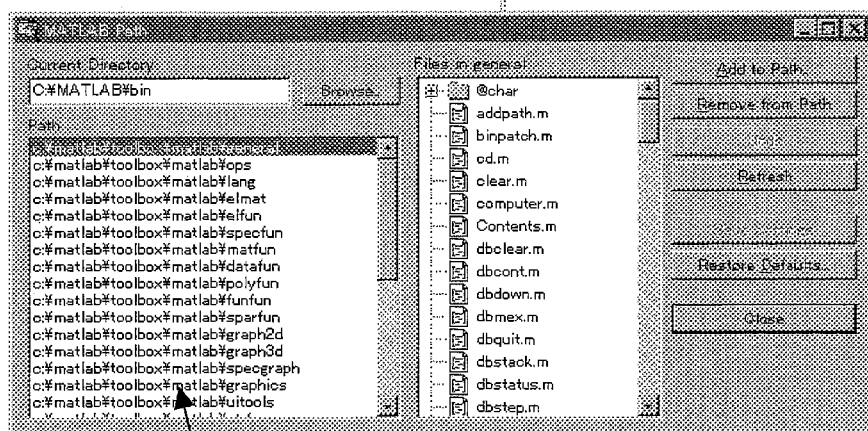 MATLAB Path
Current Directory
C:¥MATLAB¥bin
Browse...
Path
c:¥matlab¥toolbox¥matlab¥general
c:¥matlab¥toolbox¥matlab¥ops
c:¥matlab¥toolbox¥matlab¥lang
c:¥matlab¥toolbox¥matlab¥elmat
c:¥matlab¥toolbox¥matlab¥elfun
c:¥matlab¥toolbox¥matlab¥specfun
c:¥matlab¥toolbox¥matlab¥matfun
c:¥matlab¥toolbox¥matlab¥datafun
c:¥matlab¥toolbox¥matlab¥polyfun
c:¥matlab¥toolbox¥matlab¥funfun
c:¥matlab¥toolbox¥matlab¥sparfun
c:¥matlab¥toolbox¥matlab¥graph2d
c:¥matlab¥toolbox¥matlab¥graph3d
c:¥matlab¥toolbox¥matlab¥specgraph
c:¥matlab¥toolbox¥matlab¥graphics
c:¥matlab¥toolbox¥matlab¥uitools
Files in general
@char
addpath.m
binpatch.m
cd.m
clear.m
computer.m
Contents.m
dbclear.m
dbcont.m
dbdown.m
dbmex.m
dbquit.m
dbstack.m
dbstatus.m
dbstep.m
Add to Path...
Remove from Path
Refresh
Restore Defaults...
Close